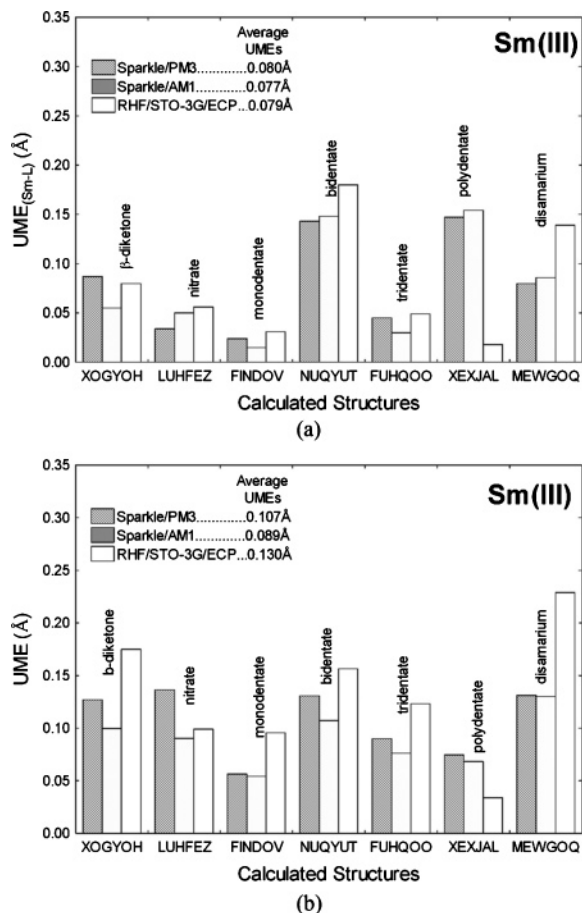 Sm(III)
Average
UMEs
Sparkle/PM3.............0.080Å
Sparkle/AM1.............0.077Å
RHF/STO-3G/ECP...0.079Å
UME(Sm-L) (Å)
0.35
0.30
0.25
0.20
0.15
0.10
0.05
0.00
β-diketone
nitrate
monodentate
bidentate
tridentate
polydentate
disamarium
XOGYOH LUHFEZ FINDOV NUQYUT FUHQOO XEXJAL MEWGOQ
Calculated Structures
(a)
Sm(III)
Average
UMEs
Sparkle/PM3.............0.107Å
Sparkle/AM1.............0.089Å
RHF/STO-3G/ECP...0.130Å
UME (Å)
0.35
0.30
0.25
0.20
0.15
0.10
0.05
0.00
b-diketone
nitrate
monodentate
bidentate
tridentate
polydentate
disamarium
XOGYOH LUHFEZ FINDOV NUQYUT FUHQOO XEXJAL MEWGOQ
Calculated Structures
(b)